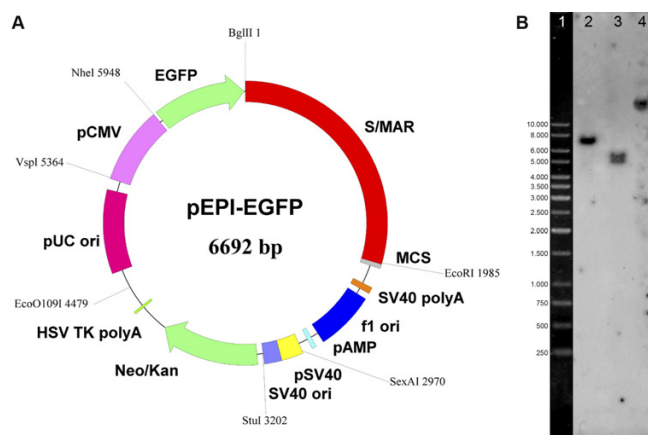 A
BglII 1
NheI 5948
EGFP
pCMV
S/MAR
VspI 5364
pEPI-EGFP
6692 bp
pUC ori
MCS
EcoRI 1985
SV40 polyA
EcoO109I 4479
f1 ori
HSV TK polyA
pAMP
Neo/Kan
pSV40
SV40 ori
SexAI 2970
StuI 3202
B
1 2 3 4
10.000
8.000
6.000
5.000
4.000
3.500
3.000
2.500
2.000
1.500
1.000
750
500
250